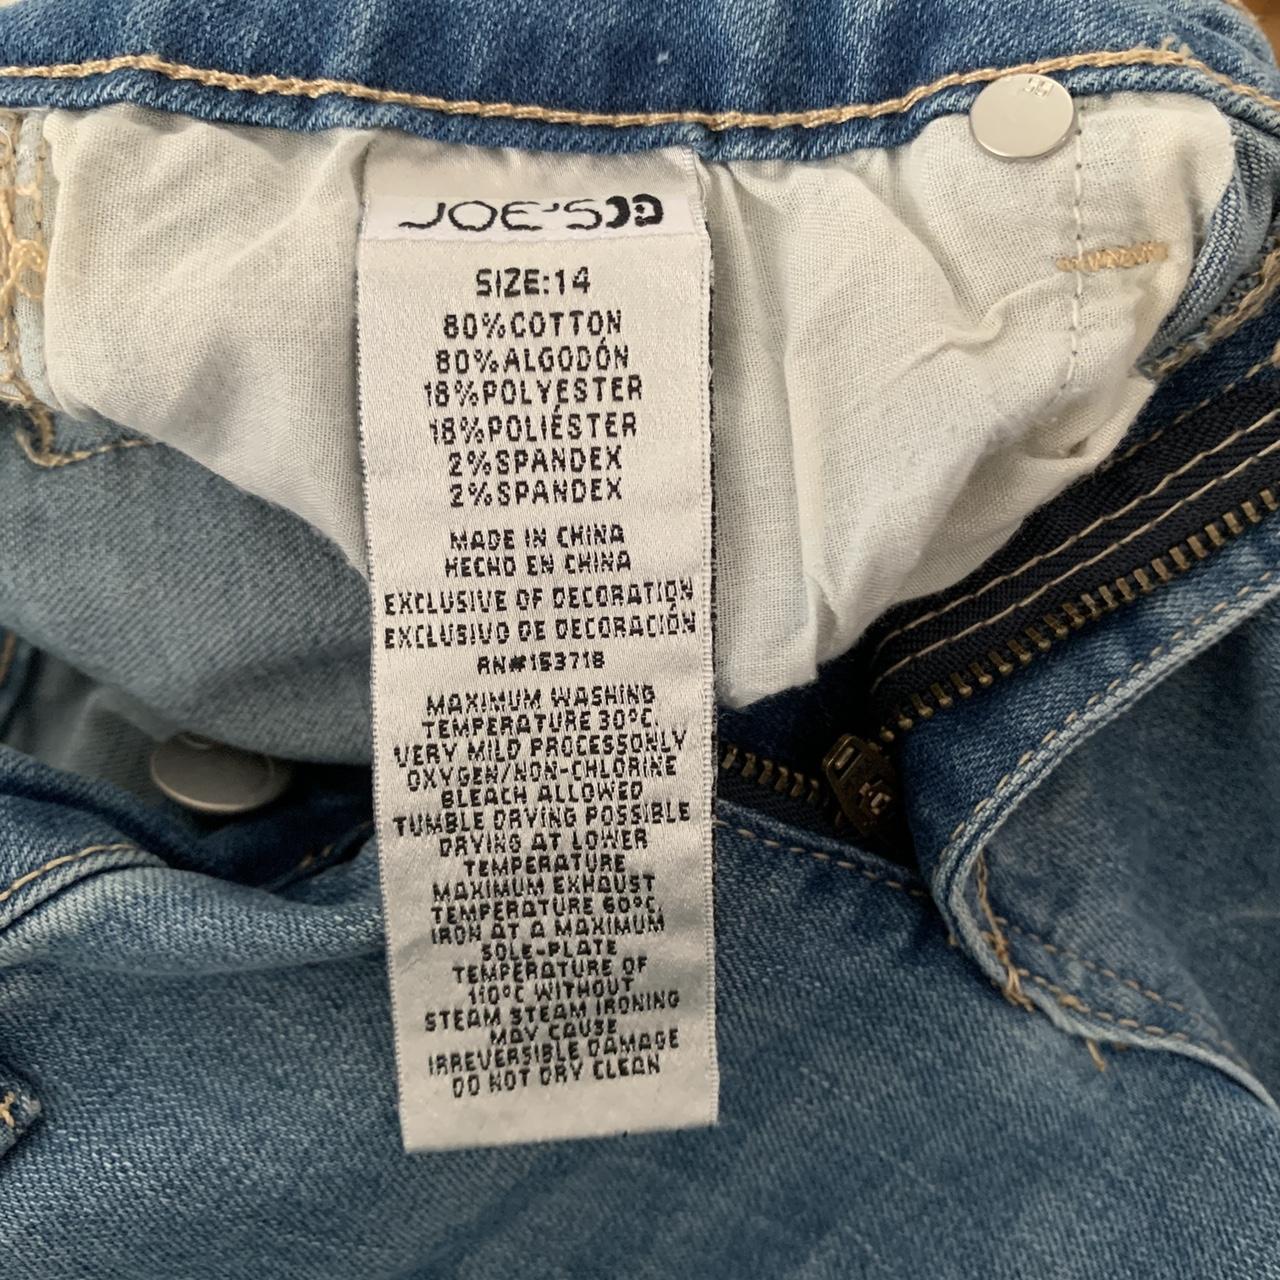 JOE'S
SIZE:14
80%COTTON
80%ALGODÓN
18%POLYESTER
18%POLIÉSTER
2%SPANDEX
2%SPANDEX
MADE IN CHINA
HECHO EN CHINA
EXCLUSIVE OF DECORATION
EXCLUSIVO DE DECORACIÓN
RN#153718
MAXIMUM WASHING
TEMPERATURE 30°C.
VERY MILD PROCESSONLY
OXYGEN/NON-CHLORINE
BLEACH ALLOWED
TUMBLE DRYING POSSIBLE
DRYING AT LOWER
TEMPERATURE
MAXIMUM EXHAUST
TEMPERATURE 60°C.
IRON AT A MAXIMUM
SOLE-PLATE
TEMPERATURE OF
110°C WITHOUT
STEAM STEAM IRONING
MAY CAUSE
IRREVERSIBLE DAMAGE
DO NOT DRY CLEAN